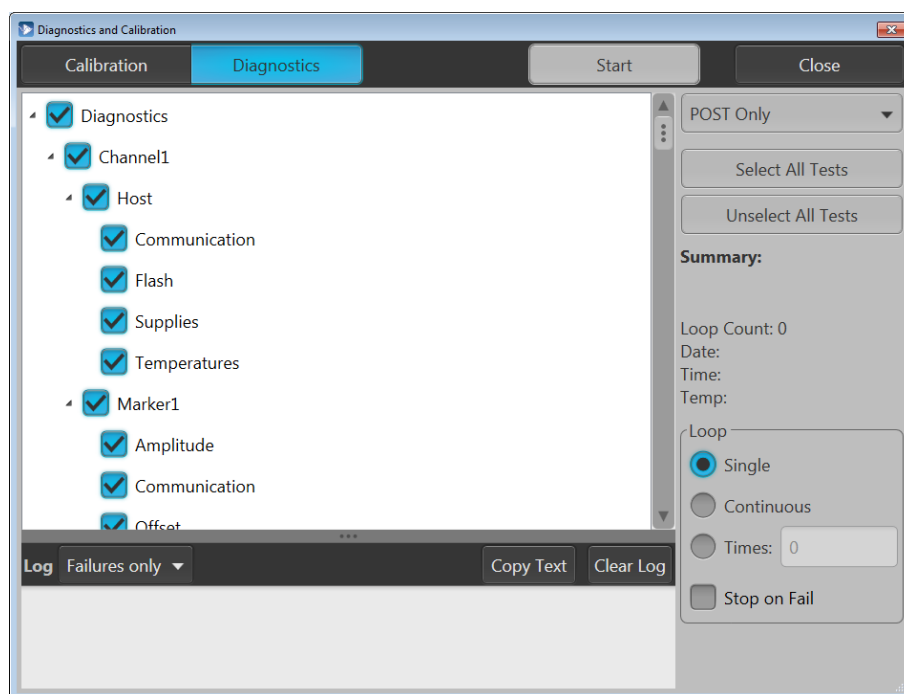 Diagnostics and Calibration
Calibration
Diagnostics
Start
Close
Diagnostics
Channel1
Host
Communication
Flash
Supplies
Temperatures
Marker1
Amplitude
Communication
Offset
Log
Failures only
Copy Text
Clear Log
POST Only
Select All Tests
Unselect All Tests
Summary:
Loop Count: 0
Date:
Time:
Temp:
Loop
Single
Continuous
Times: 0
Stop on Fail